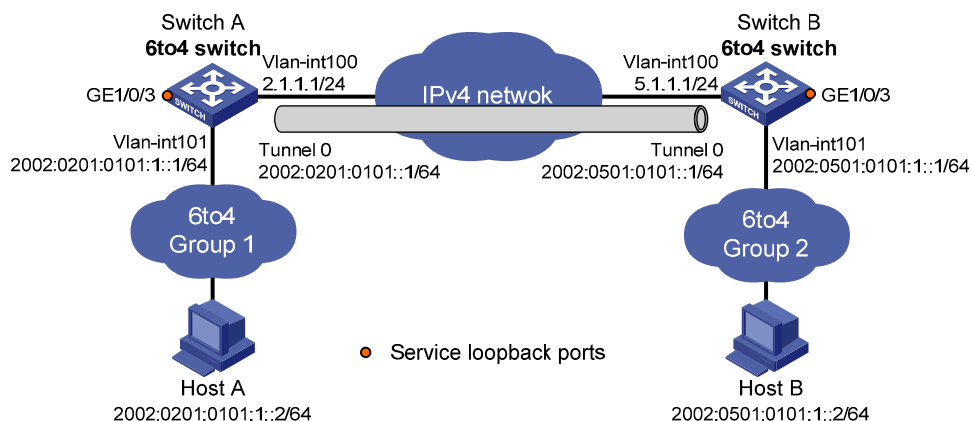 Switch A
6to4 switch
Switch B
6to4 switch
Vlan-int100
2.1.1.1/24
Vlan-int100
5.1.1.1/24
IPv4 netwok
GE1/0/3
SWITCH
SWITCH
GE1/0/3
Vlan-int101
2002:0201:0101:1::1/64
Tunnel 0
2002:0201:0101::1/64
Tunnel 0
2002:0501:0101::1/64
Vlan-int101
2002:0501:0101:1::1/64
6to4
Group 1
6to4
Group 2
Service loopback ports
Host A
2002:0201:0101:1::2/64
Host B
2002:0501:0101:1::2/64